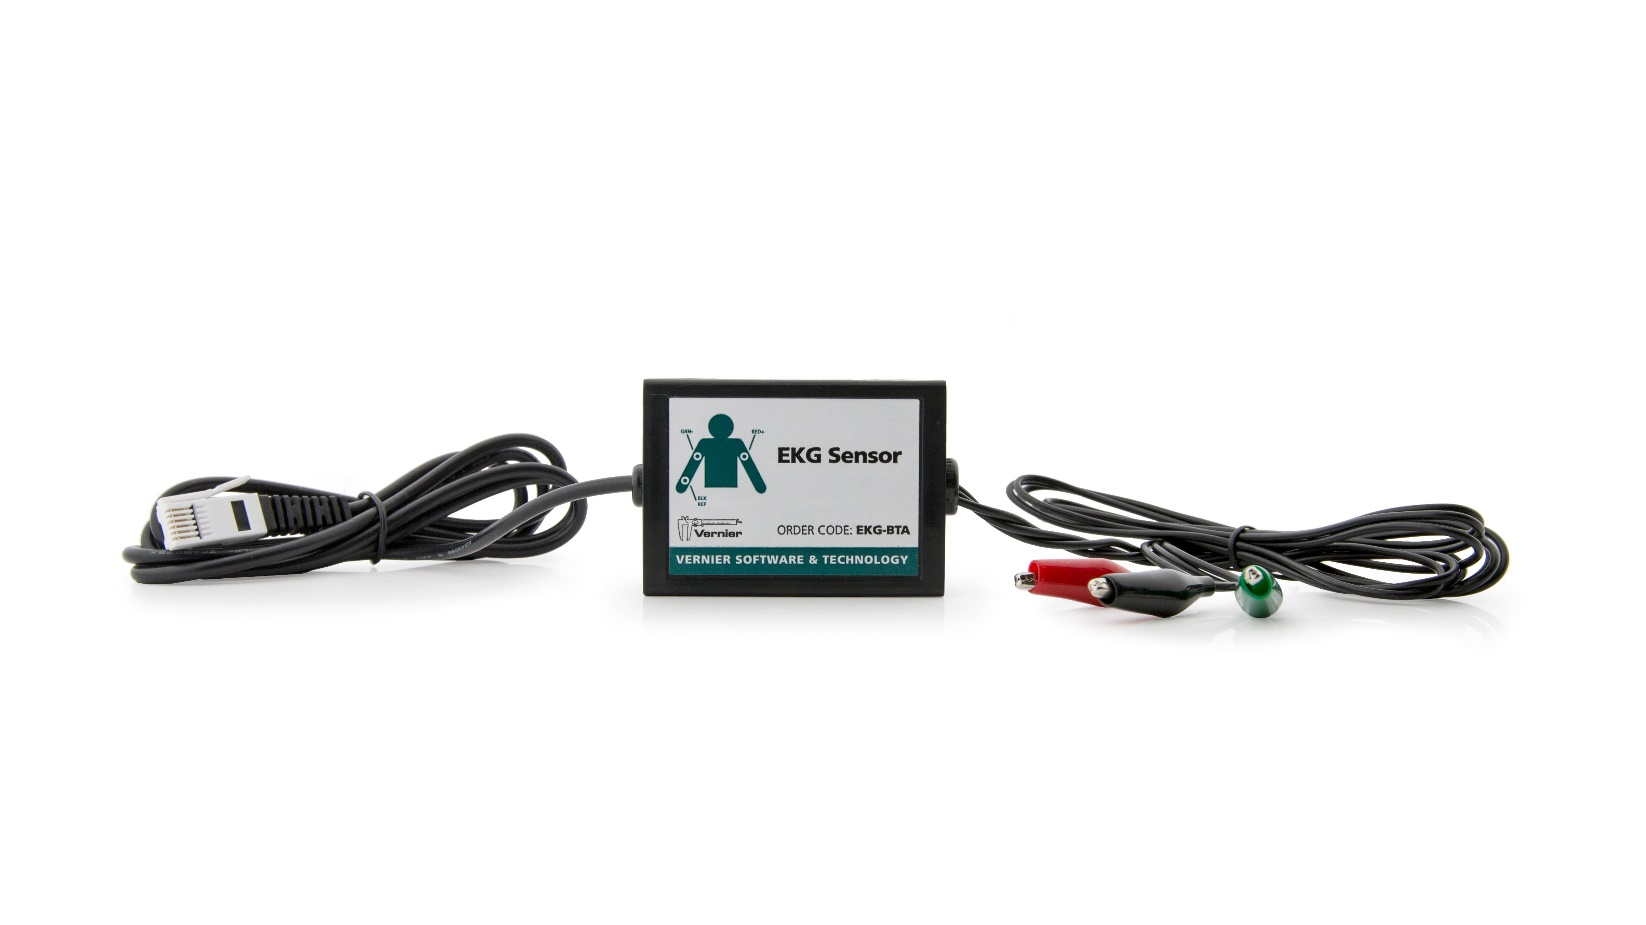 GRN-
RED+
EKG Sensor
BLK
REF
Vernier
ORDER CODE: EKG-BTA
VERNIER SOFTWARE & TECHNOLOGY